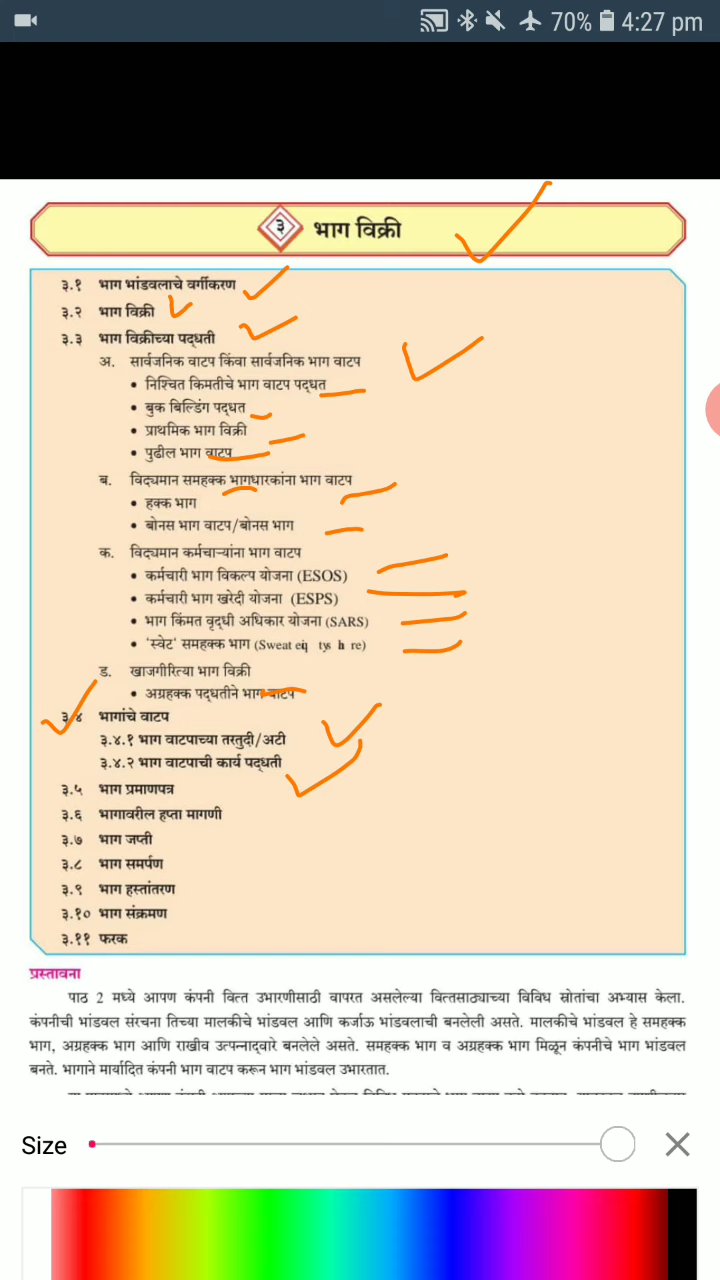 70% 4:27 pm
३ भाग विक्री
३.१ भाग भांडवलाचे वर्गीकरण
३.२ भाग विक्री
३.३ भाग विक्रीच्या पद्धती
अ. सार्वजनिक वाटप किंवा सार्वजनिक भाग वाटप
• निश्चित किमतीचे भाग वाटप पद्धत
• बुक बिल्डिंग पद्धत
• प्राथमिक भाग विक्री
• पुढील भाग वाटप
ब. विद्यमान समहक्क भागधारकांना भाग वाटप
• हक्क भाग
• बोनस भाग वाटप/बोनस भाग
क. विद्यमान कर्मचाऱ्यांना भाग वाटप
• कर्मचारी भाग विकल्प योजना (ESOS)
• कर्मचारी भाग खरेदी योजना (ESPS)
• भाग किंमत वृद्धी अधिकार योजना (SARS)
• 'स्वेट' समहक्क भाग (Sweat eiq tys h re)
ड. खाजगीरित्या भाग विक्री
• अग्रहक्क पद्धतीने भाग वाटप
३.४ भागांचे वाटप
३.४.१ भाग वाटपाच्या तरतुदी/अटी
३.४.२ भाग वाटपाची कार्य पद्धती
३.५ भाग प्रमाणपत्र
३.६ भागावरील हप्ता मागणी
३.७ भाग जप्ती
३.८ भाग समर्पण
३.९ भाग हस्तांतरण
३.१० भाग संक्रमण
३.११ फरक
प्रस्तावना
पाठ 2 मध्ये आपण कंपनी वित्त उभारणीसाठी वापरत असलेल्या वित्तसाठ्याच्या विविध स्रोतांचा अभ्यास केला.
कंपनीची भांडवल संरचना तिच्या मालकीचे भांडवल आणि कर्जाऊ भांडवलाची बनलेली असते. मालकीचे भांडवल हे समहक्क
भाग, अग्रहक्क भाग आणि राखीव उत्पन्नाद्वारे बनलेले असते. समहक्क भाग व अग्रहक्क भाग मिळून कंपनीचे भाग भांडवल
बनते. भागाने मार्यादित कंपनी भाग वाटप करून भाग भांडवल उभारतात.
Size